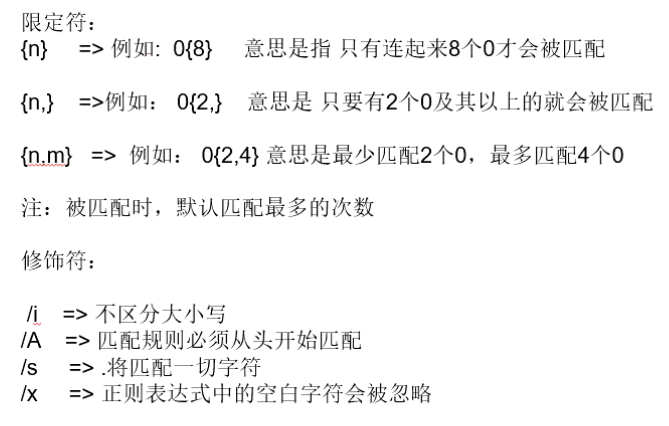 限定符：
{n} => 例如: 0{8} 意思是指 只有连起来8个0才会被匹配
{n,} =>例如： 0{2,} 意思是 只要有2个0及其以上的就会被匹配
{n.m} => 例如： 0{2,4} 意思是最少匹配2个0，最多匹配4个0
注：被匹配时，默认匹配最多的次数
修饰符：
/i => 不区分大小写
/A => 匹配规则必须从头开始匹配
/s => .将匹配一切字符
/x => 正则表达式中的空白字符会被忽略